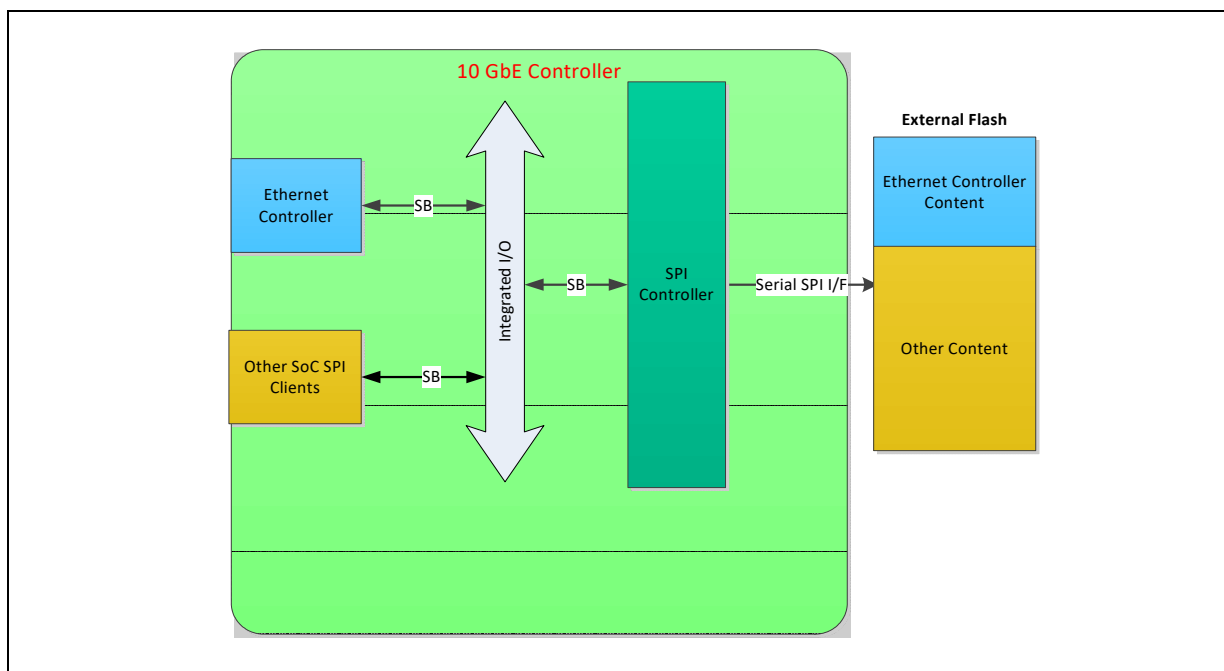 10 GbE Controller
External Flash
Ethernet
Controller
SB
Ethernet Controller
Content
Integrated I/O
SB
SPI
Controller
Serial SPI I/F
Other SoC SPI
Clients
SB
Other Content